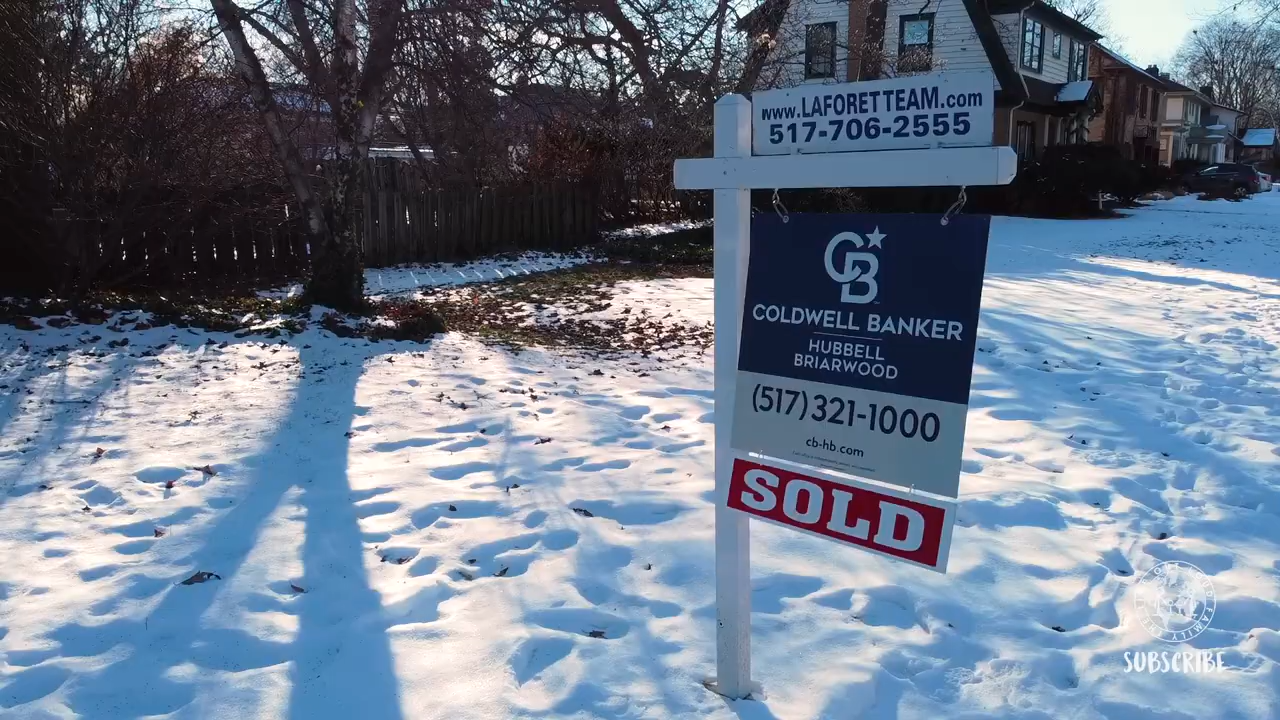 www.LAFORETTEAM.com
517-706-2555
CB
COLDWELL BANKER
HUBBELL
BRIARWOOD
(517) 321-1000
cb-hb.com
SOLD
SUBSCRIBE